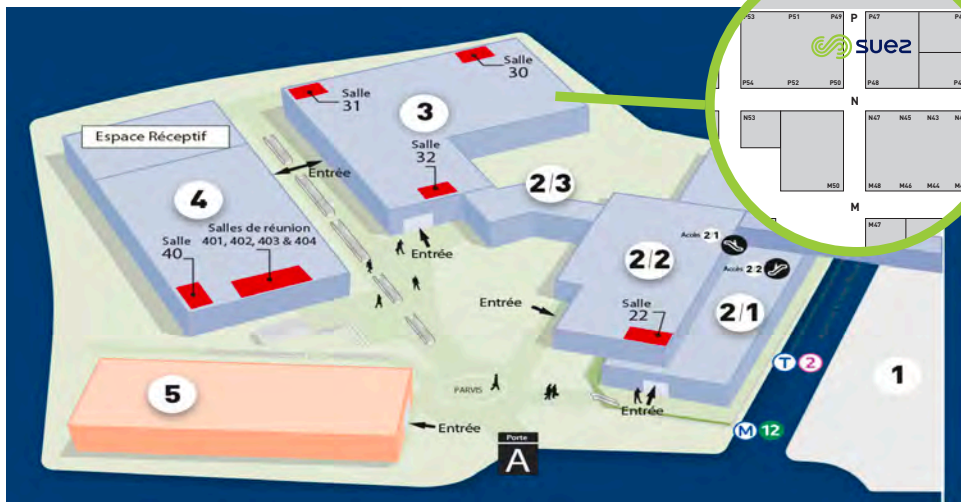 P53 P51 P49 P P47
suez
P54 P52 P50 P48
N
N53 N47 N45 N43
M50 M48 M46 M44
M
M47
Salle
30
Salle
31
3
Espace Réceptif
Entrée
Salle
32
2/3
4
Salles de réunion
401, 402, 403 & 404
Salle
40
Entrée
Accès 2 1
2/2
Accès 2 2
Entrée
Salle
22
2/1
T 2
1
5
PARVIS
Entrée
Entrée
M 12
Porte
A